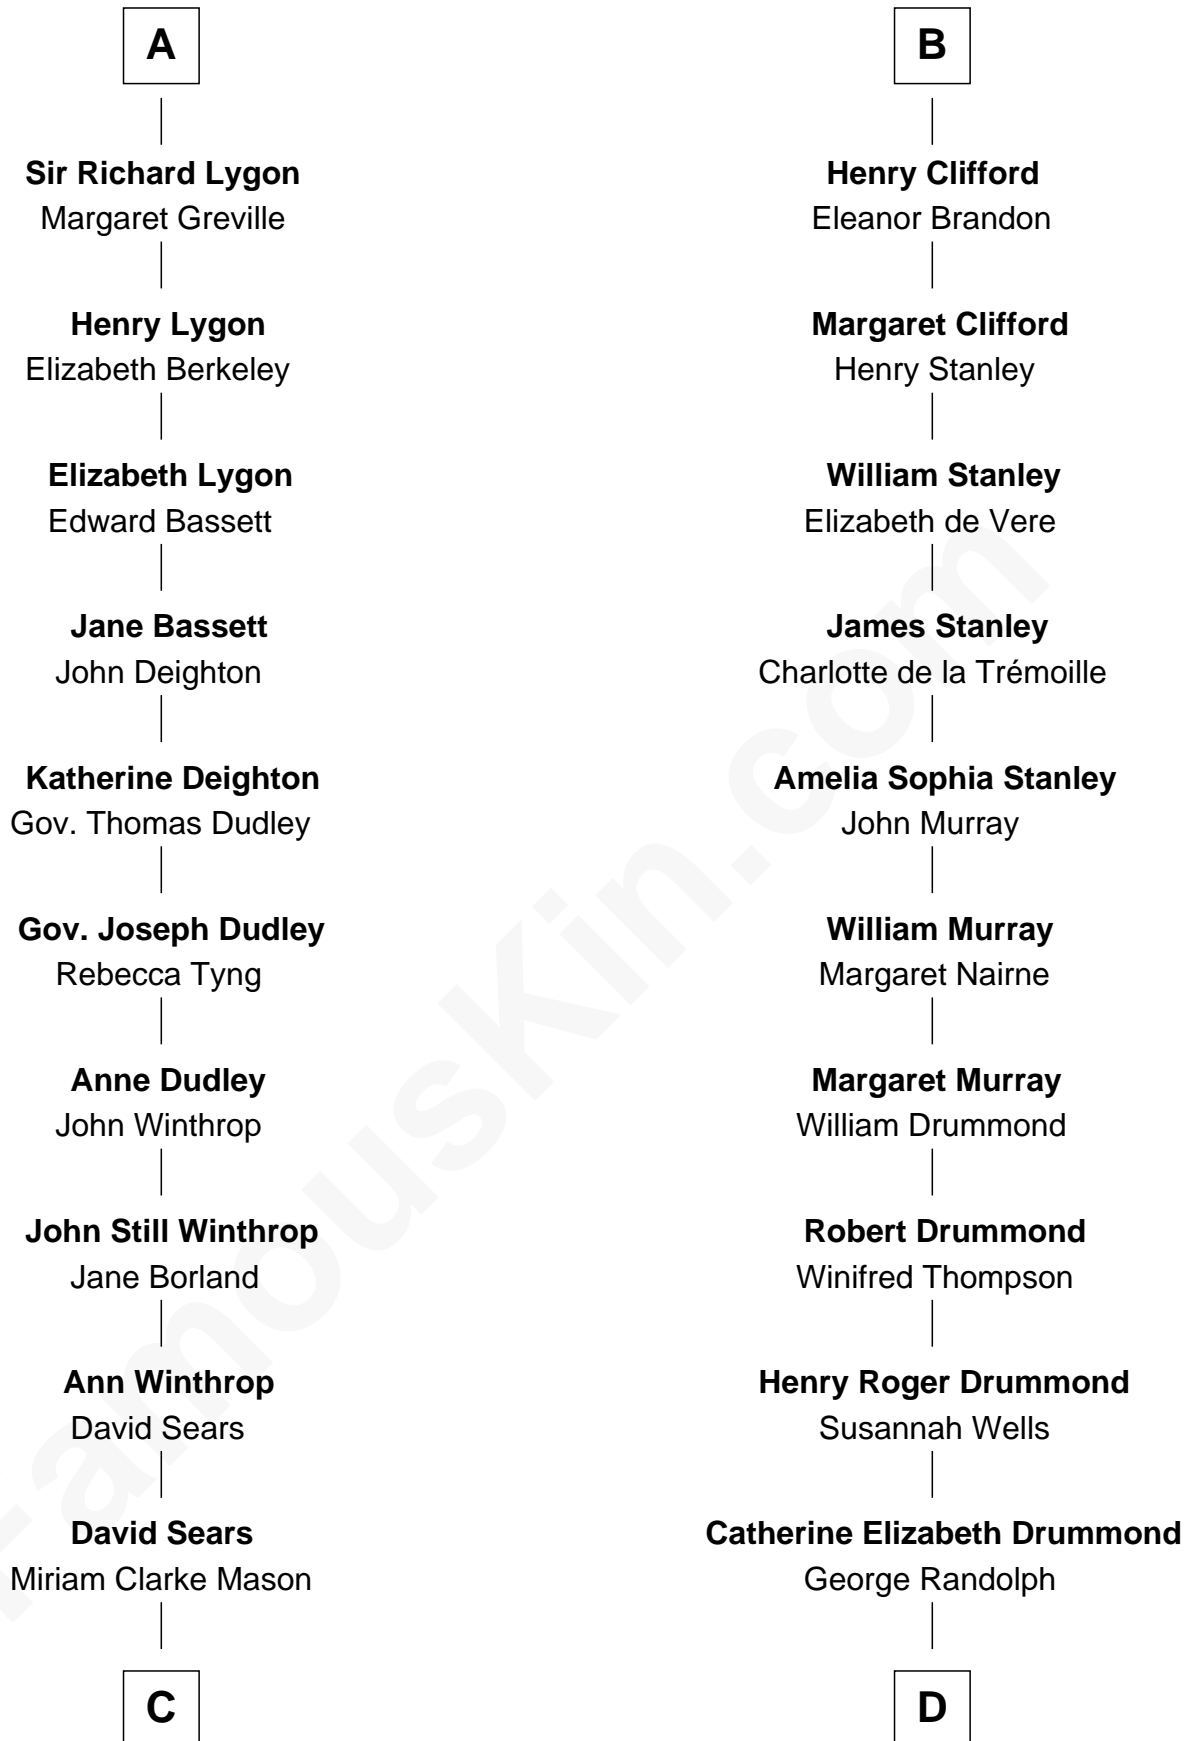 A
Sir Richard Lygon
Margaret Greville
Henry Lygon
Elizabeth Berkeley
Elizabeth Lygon
Edward Bassett
Jane Bassett
John Deighton
Katherine Deighton
Gov. Thomas Dudley
Gov. Joseph Dudley
Rebecca Tyng
Anne Dudley
John Winthrop
John Still Winthrop
Jane Borland
Ann Winthrop
David Sears
David Sears
Miriam Clarke Mason
C
B
Henry Clifford
Eleanor Brandon
Margaret Clifford
Henry Stanley
William Stanley
Elizabeth de Vere
James Stanley
Charlotte de la Trémoille
Amelia Sophia Stanley
John Murray
William Murray
Margaret Nairne
Margaret Murray
William Drummond
Robert Drummond
Winifred Thompson
Henry Roger Drummond
Susannah Wells
Catherine Elizabeth Drummond
George Randolph
D
FamousKin.com